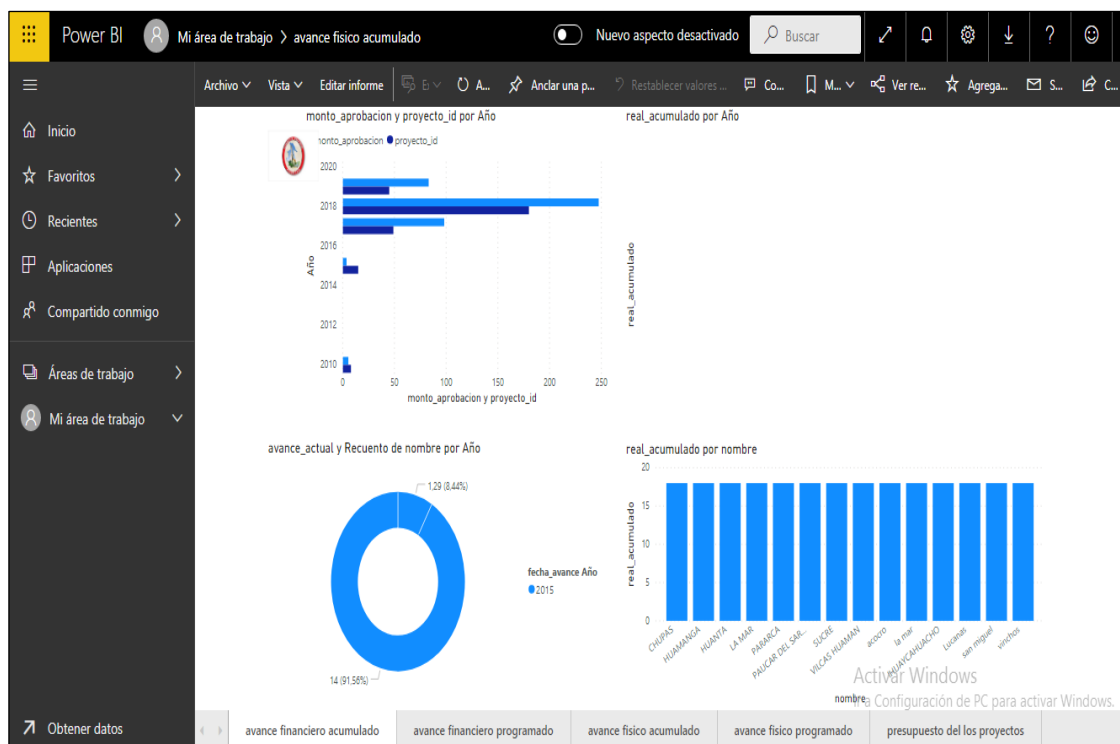 Power BI
Mi área de trabajo > avance fisico acumulado
Nuevo aspecto desactivado
Buscar
Archivo
Vista
Editar informe
A...
Anclar una p...
Restablecer valores ...
Co...
M...
Ver re...
Agrega...
S...
C...
Inicio
Favoritos
Recientes
Aplicaciones
Compartido conmigo
Áreas de trabajo
Mi área de trabajo
Obtener datos
monto_aprobacion y proyecto_id por Año
monto_aprobacion proyecto_id
2020
2018
2016
2014
2012
2010
Año
0 50 100 150 200 250
monto_aprobacion y proyecto_id
real_acumulado por Año
real_acumulado
avance_actual y Recuento de nombre por Año
1,29 (8,44%)
14 (91,56%)
fecha_avance Año
2015
real_acumulado por nombre
20
15
10
5
0
real_acumulado
CHUPAS
HUAMANGA
HUANTA
LA MAR
PARARCA
PAUCAR DEL SAR...
SUCRE
VILCAS HUAMAN
acocro
la mar
HUAYCAHUACHO
Lucanas
san miguel
vinchos
nombre
Activar Windows
a Configuración de PC para activar Windows.
avance financiero acumulado
avance financiero programado
avance fisico acumulado
avance fisico programado
presupuesto del los proyectos